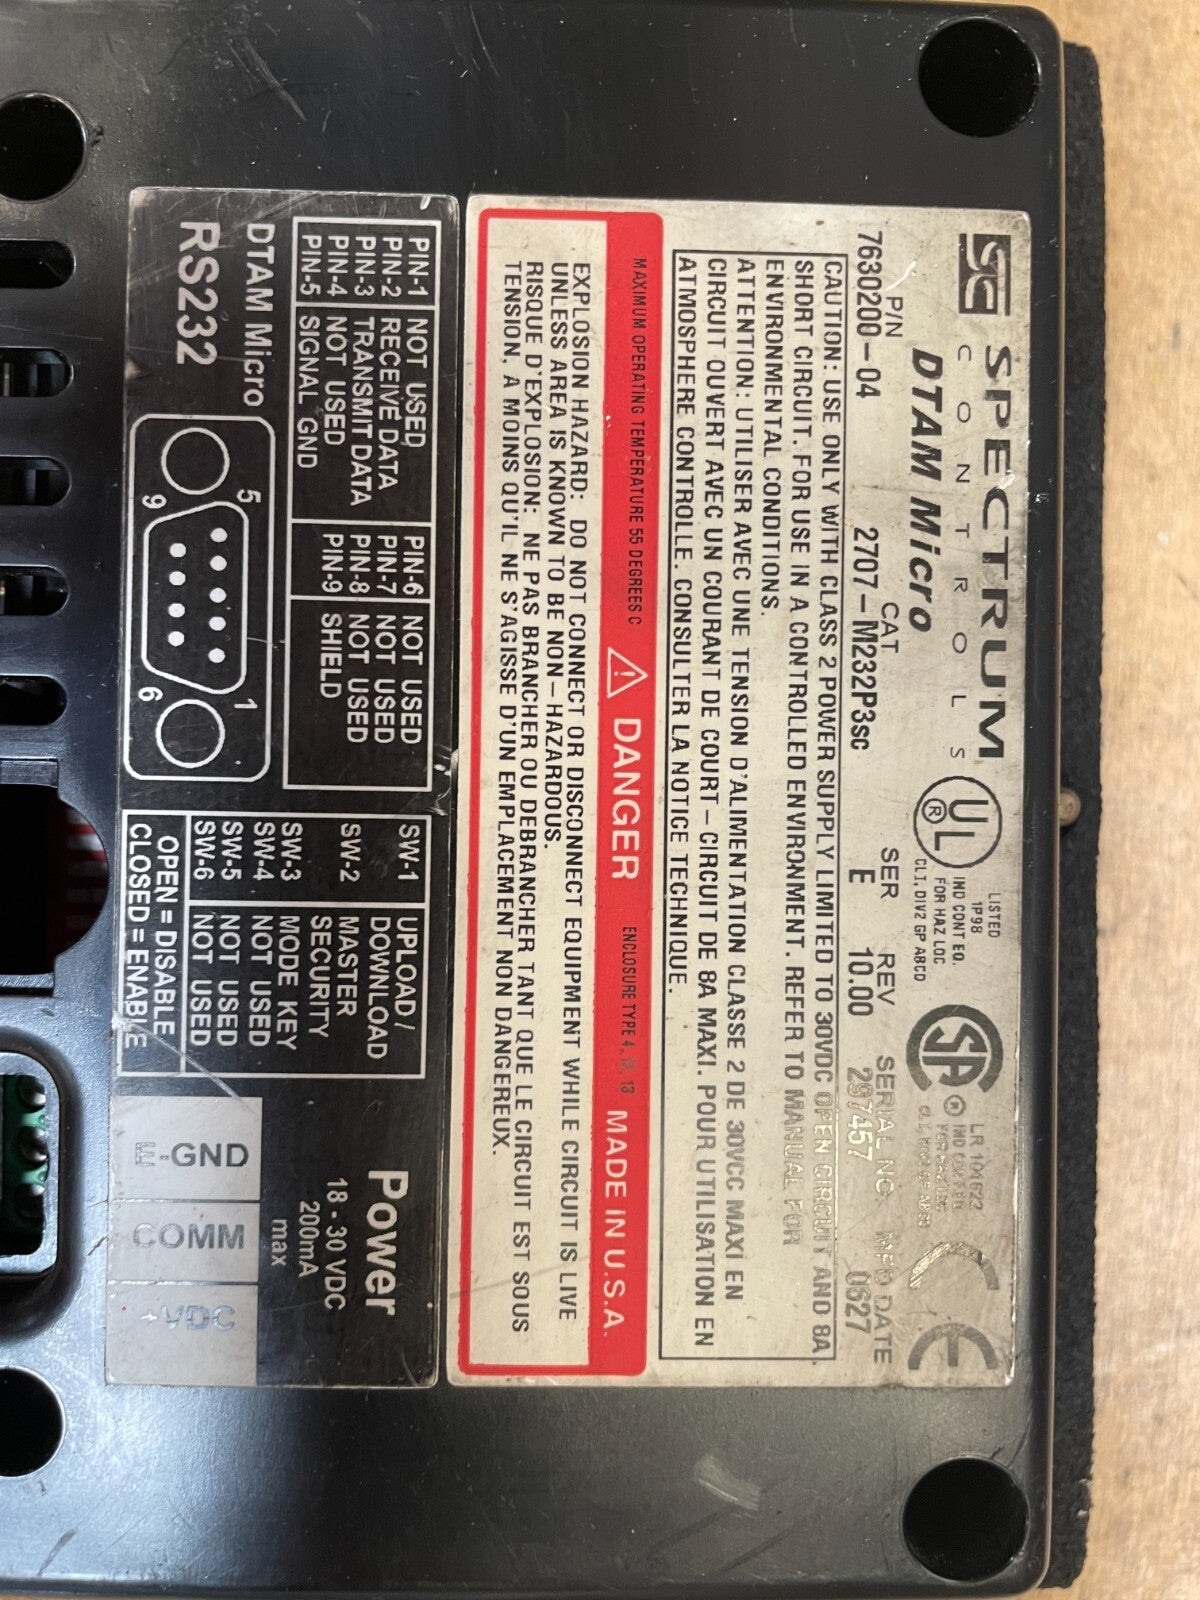 SPECTRUM
CONTROLS
DTAM Micro
UL
®
LISTED
1P98
IND CONT EQ.
FOR HAZ LOC
CL1, DIV2 GP ABCD
SA
®
LR 101622
CE
P/N CAT SER REV SERIAL NO. MFD DATE
7630200-04 2707-M232P3sc E 10.00 297457 0627
CAUTION: USE ONLY WITH CLASS 2 POWER SUPPLY LIMITED TO 30VDC OPEN CIRCUIT AND 8A
SHORT CIRCUIT. FOR USE IN A CONTROLLED ENVIRONMENT. REFER TO MANUAL FOR
ENVIRONMENTAL CONDITIONS.
ATTENTION: UTILISER AVEC UNE TENSION D'ALIMENTATION CLASSE 2 DE 30VCC MAXI EN
CIRCUIT OUVERT AVEC UN COURANT DE COURT-CIRCUIT DE 8A MAXI. POUR UTILISATION EN
ATMOSPHERE CONTROLLE. CONSULTER LA NOTICE TECHNIQUE.
MAXIMUM OPERATING TEMPERATURE 55 DEGREES C DANGER ENCLOSURE TYPE 4, 12, 13 MADE IN U.S.A.
EXPLOSION HAZARD: DO NOT CONNECT OR DISCONNECT EQUIPMENT WHILE CIRCUIT IS LIVE
UNLESS AREA IS KNOWN TO BE NON-HAZARDOUS.
RISQUE D'EXPLOSION: NE PAS BRANCHER OU DEBRANCHER TANT QUE LE CIRCUIT EST SOUS
TENSION, A MOINS QU'IL NE S'AGISSE D'UN EMPLACEMENT NON DANGEREUX.
PIN-1 NOT USED PIN-6 NOT USED
PIN-2 RECEIVE DATA PIN-7 NOT USED
PIN-3 TRANSMIT DATA PIN-8 NOT USED
PIN-4 NOT USED PIN-9 SHIELD
PIN-5 SIGNAL GND
DTAM Micro
RS232
5 1
9 6
SW-1 UPLOAD/
DOWNLOAD
SW-2 MASTER
SECURITY
SW-3 MODE KEY
SW-4 NOT USED
SW-5 NOT USED
SW-6 NOT USED
OPEN = DISABLE
CLOSED = ENABLE
Power
18 - 30 VDC
200mA
max
E-GND COMM +VDC